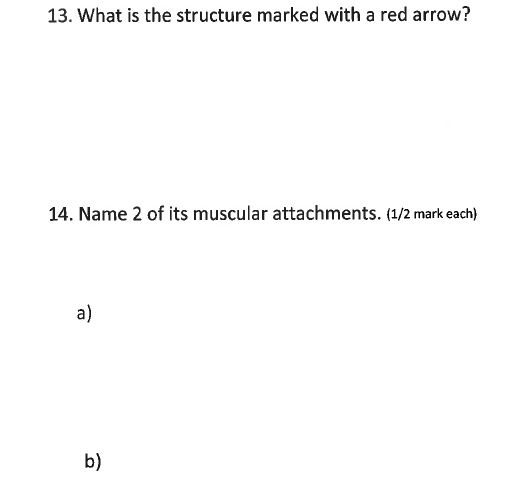 13. What is the structure marked with a red arrow?
14. Name 2 of its muscular attachments. (1/2 mark each)
a)
b)